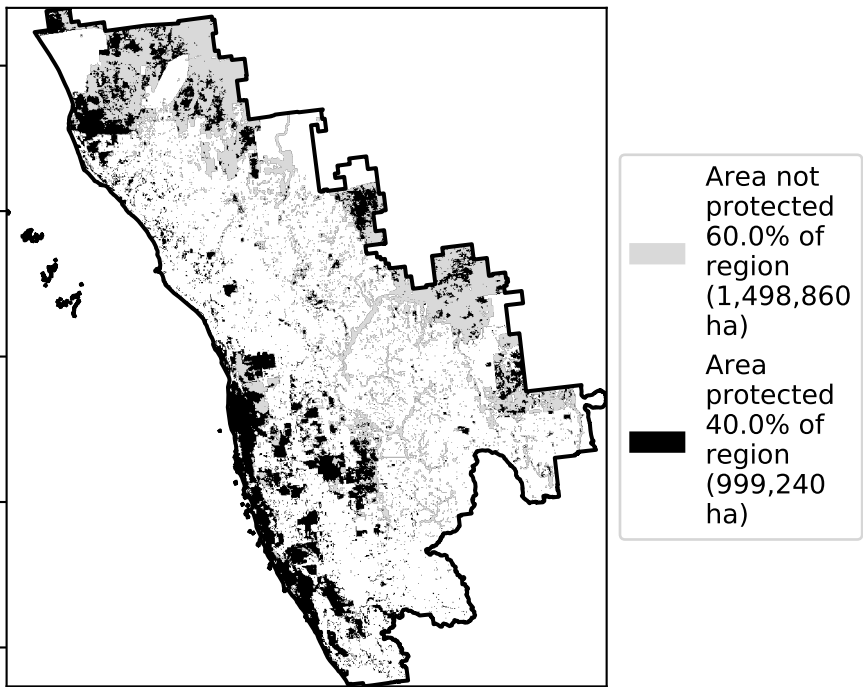 Area not
protected
60.0% of
region
(1,498,860
ha)
Area
protected
40.0% of
region
(999,240
ha)